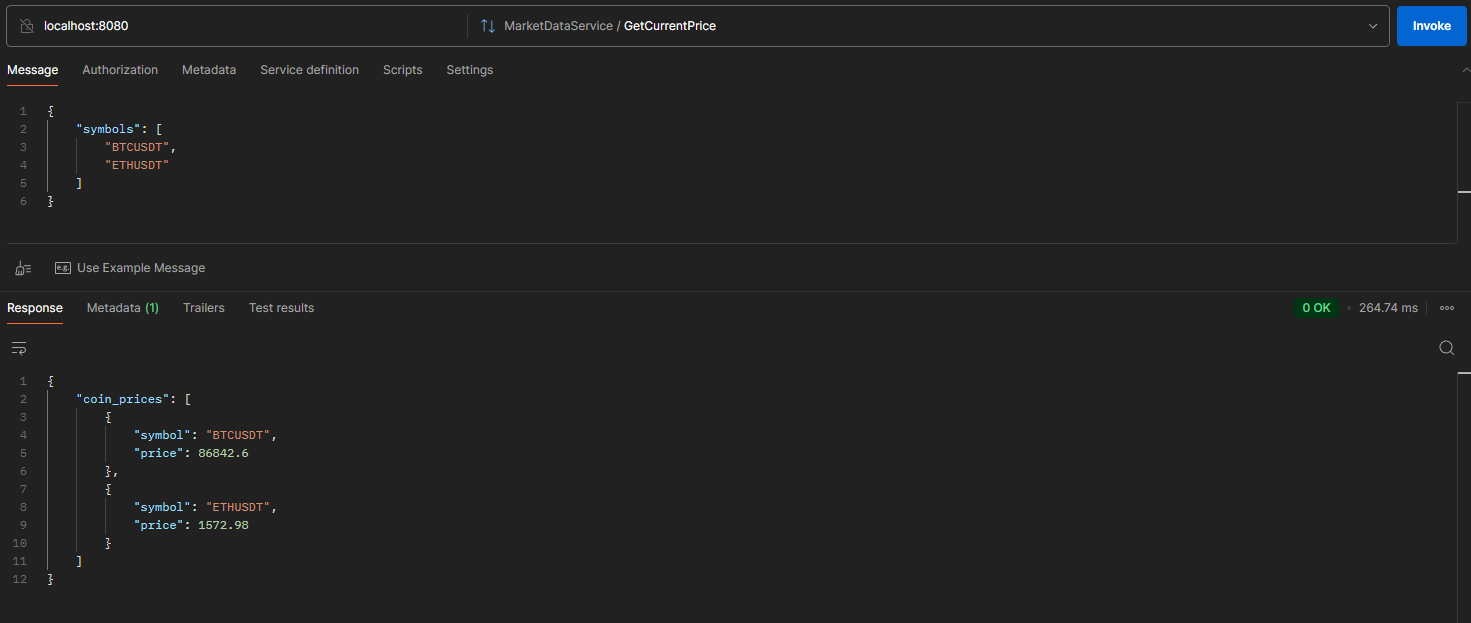 localhost:8080 MarketDataService / GetCurrentPrice Invoke
Message Authorization Metadata Service definition Scripts Settings
1 {
2 "symbols": [
3 "BTCUSDT",
4 "ETHUSDT"
5 ]
6 }
e.g. Use Example Message
Response Metadata (1) Trailers Test results 0 OK • 264.74 ms
1 {
2 "coin_prices": [
3 {
4 "symbol": "BTCUSDT",
5 "price": 86842.6
6 },
7 {
8 "symbol": "ETHUSDT",
9 "price": 1572.98
10 }
11 ]
12 }